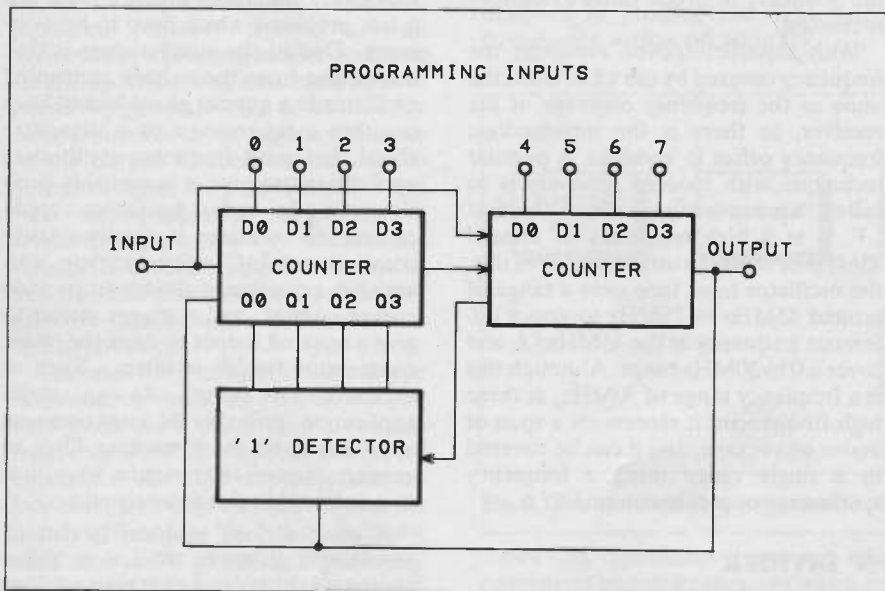 PROGRAMMING INPUTS
0 1 2 3 4 5 6 7
D0 D1 D2 D3 D0 D1 D2 D3
INPUT OUTPUT
COUNTER COUNTER
Q0 Q1 Q2 Q3
'1' DETECTOR